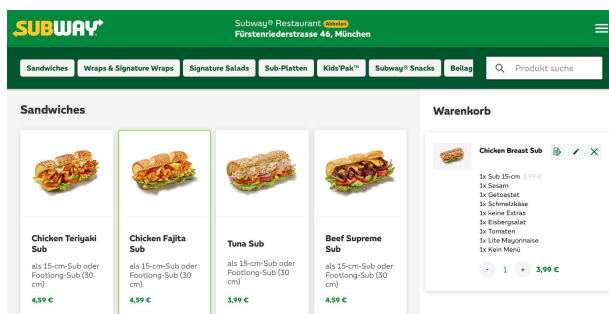 SUBWAY
Subway® Restaurant Abholen
Fürstenriederstrasse 46, München
Sandwiches
Wraps & Signature Wraps
Signature Salads
Sub-Platten
Kids'Pak™
Subway® Snacks
Beilag
Produkt suche
Sandwiches
Chicken Teriyaki
Sub
als 15-cm-Sub oder
Footlong-Sub (30
cm)
4,59 €
Chicken Fajita
Sub
als 15-cm-Sub oder
Footlong-Sub (30
cm)
4,59 €
Tuna Sub
als 15-cm-Sub oder
Footlong-Sub (30
cm)
3,99 €
Beef Supreme
Sub
als 15-cm-Sub oder
Footlong-Sub (30
cm)
4,59 €
Warenkorb
Chicken Breast Sub
1x Sub 15-cm 3,99 €
1x Sesam
1x Getoastet
1x Schmelzkäse
1x keine Extras
1x Eisbergsalat
1x Tomaten
1x Lite Mayonnaise
1x Kein Menü
- 1 + 3,99 €